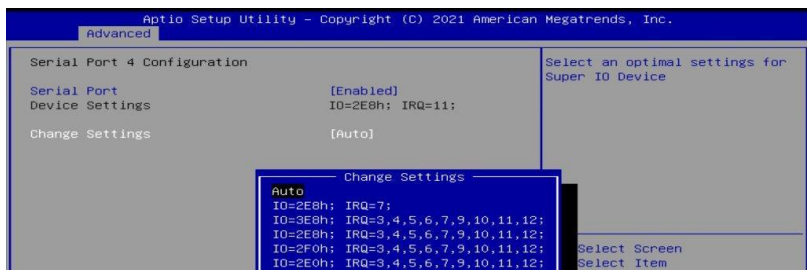 Aptio Setup Utility – Copyright (C) 2021 American Megatrends, Inc.
Advanced
Serial Port 4 Configuration
Serial Port [Enabled]
Device Settings IO=2E8h; IRQ=11;
Change Settings [Auto]
Select an optimal settings for
Super IO Device
Change Settings
Auto
IO=2E8h; IRQ=7;
IO=3E8h; IRQ=3,4,5,6,7,9,10,11,12;
IO=2E8h; IRQ=3,4,5,6,7,9,10,11,12;
IO=2F0h; IRQ=3,4,5,6,7,9,10,11,12;
IO=2E0h; IRQ=3,4,5,6,7,9,10,11,12;
Select Screen
Select Item